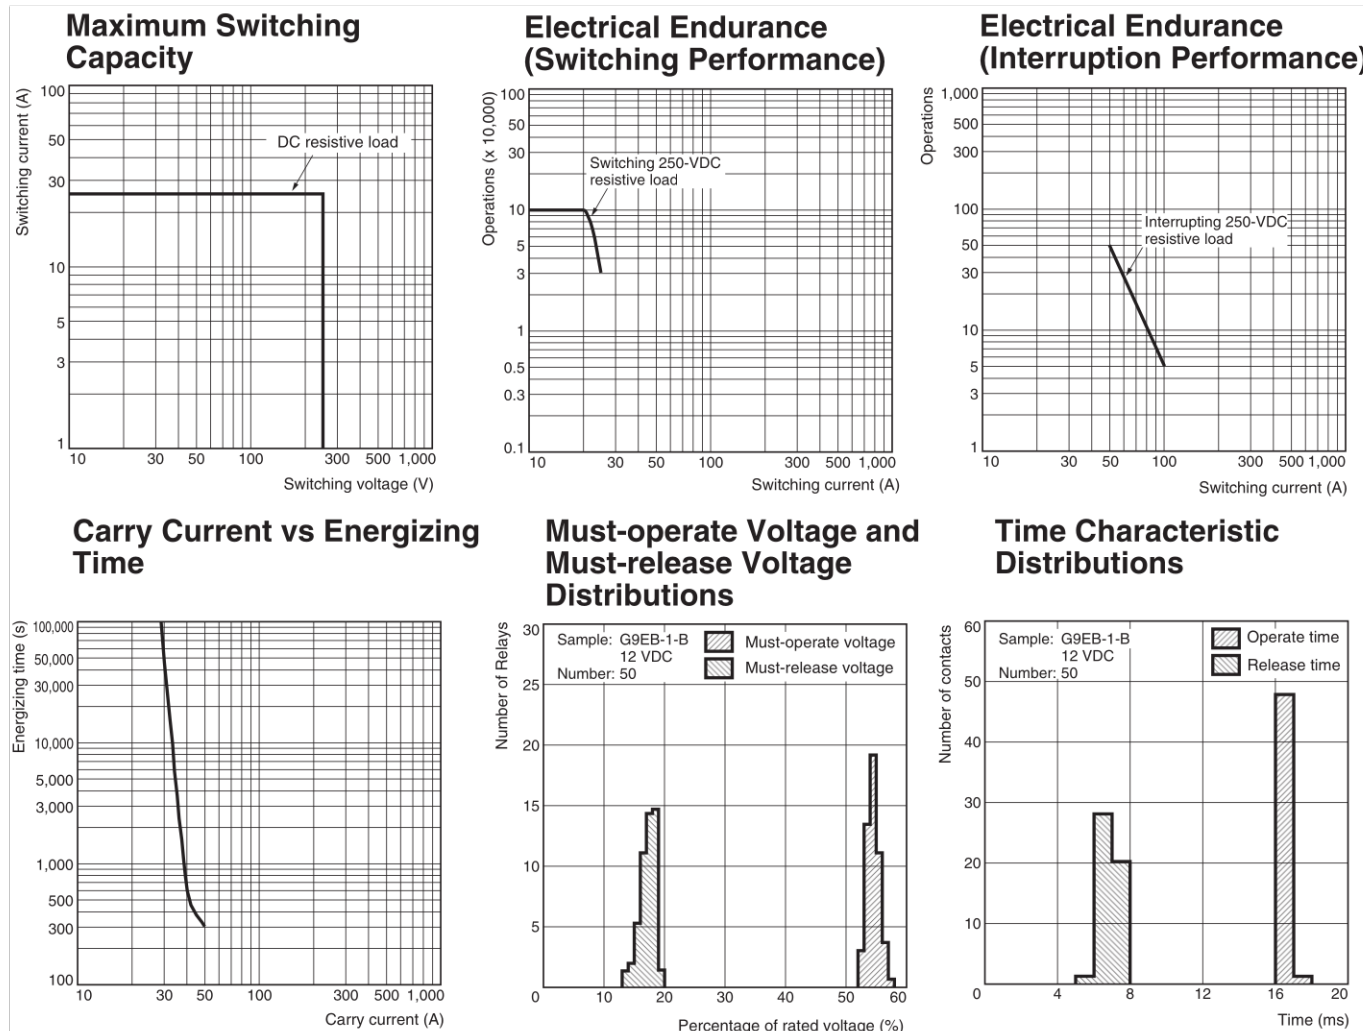 Maximum Switching
Capacity
Switching current (A)
100
50
30
10
5
3
1
DC resistive load
10 30 50 100 300 500 1,000
Switching voltage (V)
Electrical Endurance
(Switching Performance)
Operations (x 10,000)
100
50
30
10
5
3
1
0.5
0.3
0.1
Switching 250-VDC
resistive load
10 30 50 100 300 500 1,000
Switching current (A)
Electrical Endurance
(Interruption Performance)
Operations
1,000
500
300
100
50
30
10
5
3
1
Interrupting 250-VDC
resistive load
10 30 50 100 300 500 1,000
Switching current (A)
Carry Current vs Energizing
Time
Energizing time (s)
100,000
50,000
30,000
10,000
5,000
3,000
1,000
500
300
100
10 30 50 100 300 500 1,000
Carry current (A)
Must-operate Voltage and
Must-release Voltage
Distributions
Number of Relays
30
25
20
15
10
5
Sample: G9EB-1-B
12 VDC
Number: 50
Must-operate voltage
Must-release voltage
0 10 20 30 40 50 60
Percentage of rated voltage (%)
Time Characteristic
Distributions
Number of contacts
60
50
40
30
20
10
Sample: G9EB-1-B
12 VDC
Number: 50
Operate time
Release time
0 4 8 12 16 20
Time (ms)